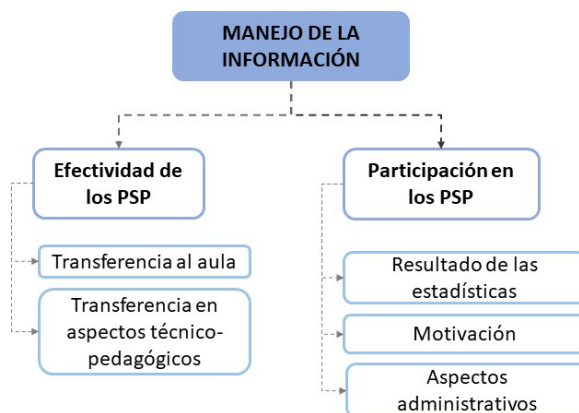 MANEJO DE LA
INFORMACIÓN
Efectividad de
los PSP
Transferencia al aula
Transferencia en
aspectos técnico-
pedagógicos
Participación en
los PSP
Resultado de las
estadísticas
Motivación
Aspectos
administrativos